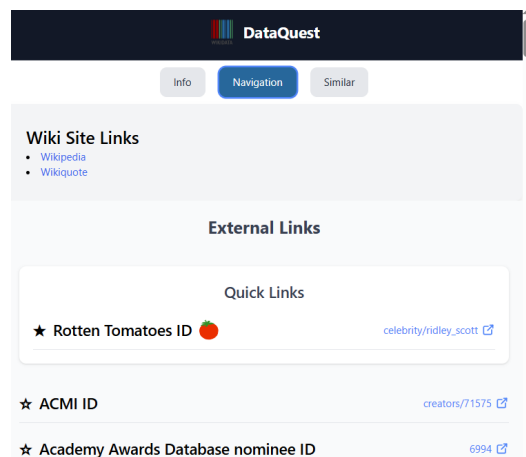 WIKIDATA
DataQuest
Info Navigation Similar
Wiki Site Links
Wikipedia
Wikiquote
External Links
Quick Links
★ Rotten Tomatoes ID 🍅 celebrity/ridley_scott
☆ ACMI ID creators/71575
☆ Academy Awards Database nominee ID 6994